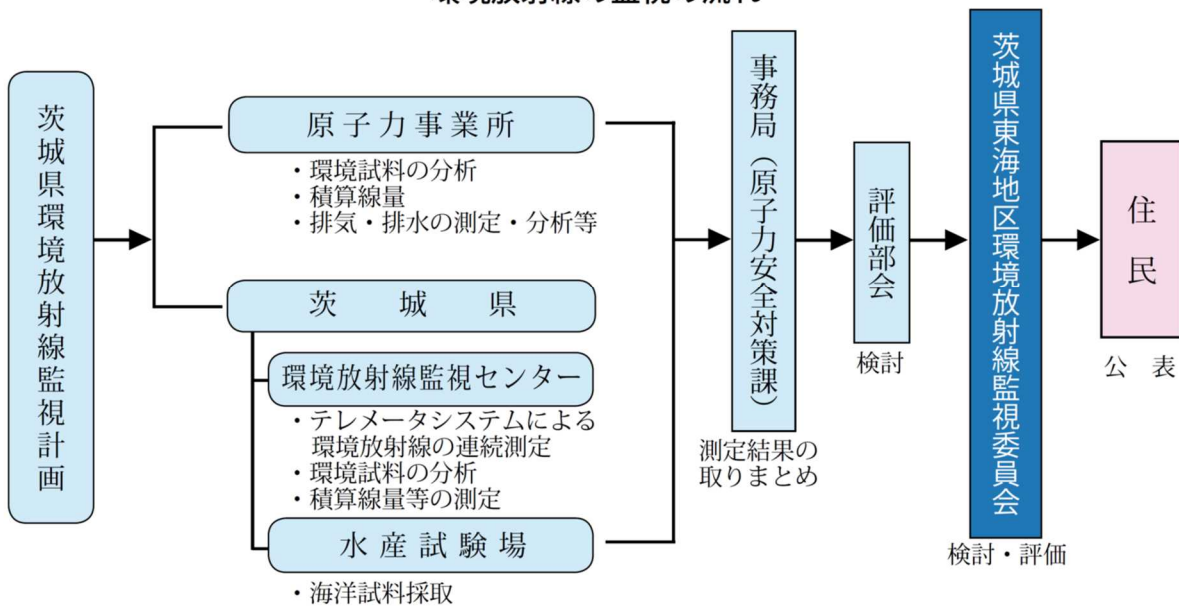 茨城県環境放射線監視計画
原子力事業所
・環境試料の分析
・積算線量
・排気・排水の測定・分析等
茨城県
環境放射線監視センター
・テレメータシステムによる
環境放射線の連続測定
・環境試料の分析
・積算線量等の測定
水産試験場
・海洋試料採取
事務局（原子力安全対策課）
測定結果の
取りまとめ
評価部会
検討
茨城県東海地区環境放射線監視委員会
検討・評価
住民
公表